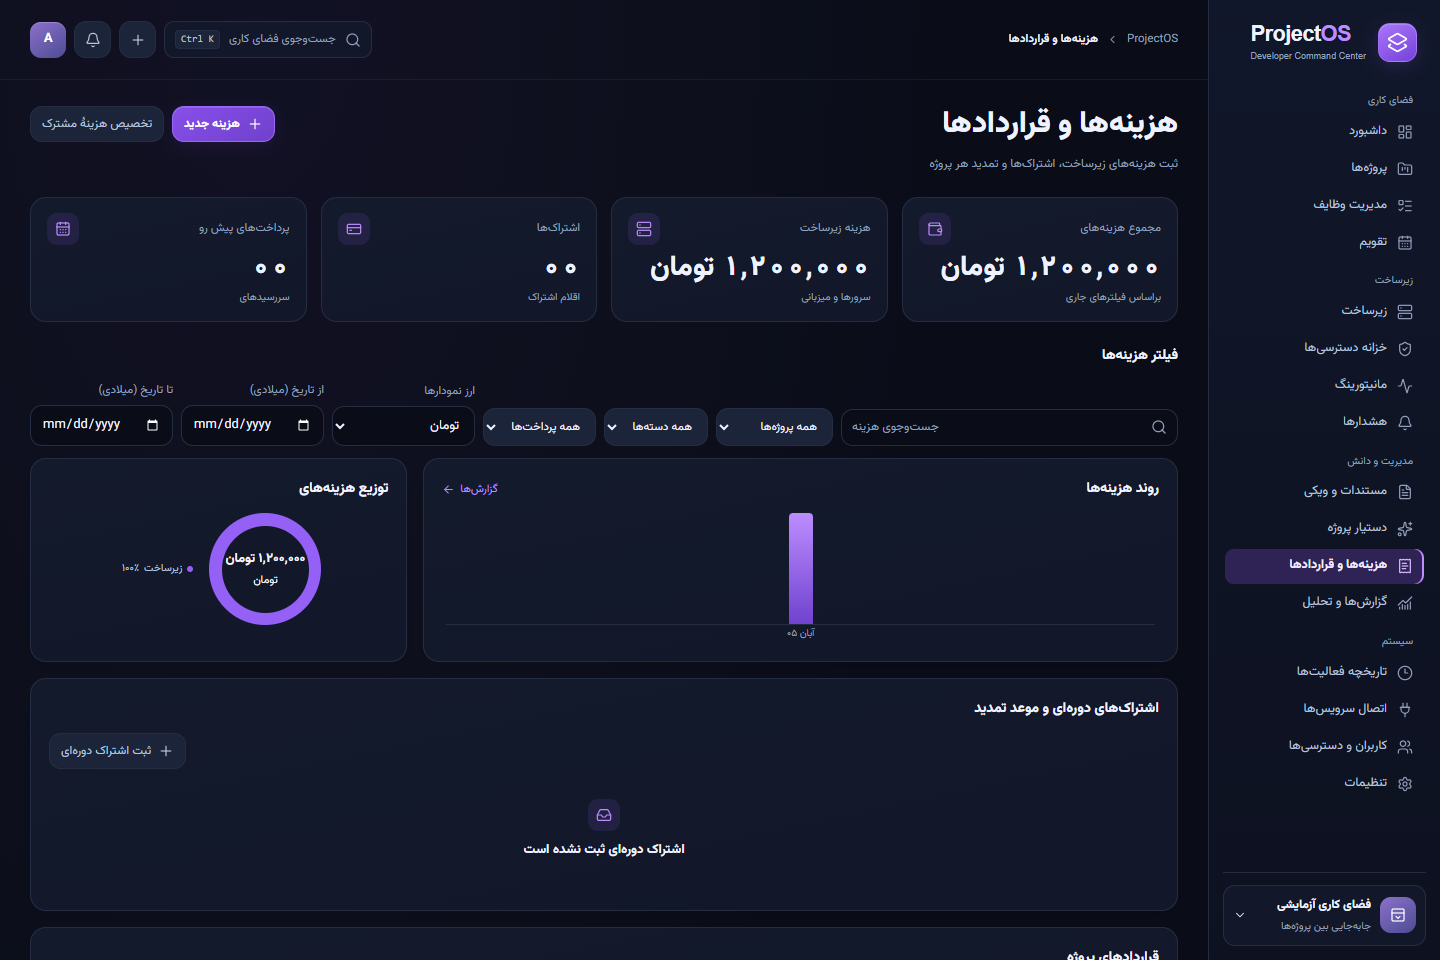 ProjectOS
Developer Command Center
فضای کاری
داشبورد
پروژه‌ها
مدیریت وظایف
تقویم
زیرساخت
زیرساخت
خزانه دسترسی‌ها
مانیتورینگ
هشدارها
مدیریت و دانش
مستندات و ویکی
دستیار پروژه
هزینه‌ها و قراردادها
گزارش‌ها و تحلیل
سیستم
تاریخچه فعالیت‌ها
اتصال سرویس‌ها
کاربران و دسترسی‌ها
تنظیمات
فضای کاری آزمایشی
جابه‌جایی بین پروژه‌ها
ProjectOS هزینه‌ها و قراردادها
جست‌وجوی فضای کاری Ctrl K
A
هزینه‌ها و قراردادها
ثبت هزینه‌های زیرساخت، اشتراک‌ها و تمدید هر پروژه
هزینه جدید
تخصیص هزینهٔ مشترک
مجموع هزینه‌های
۱,۲۰۰,۰۰۰ تومان
براساس فیلترهای جاری
هزینه زیرساخت
۱,۲۰۰,۰۰۰ تومان
سرورها و میزبانی
اشتراک‌ها
۰۰
اقلام اشتراک
پرداخت‌های پیش رو
۰۰
سررسیدهای
فیلتر هزینه‌ها
جست‌وجوی هزینه
همه پروژه‌ها
همه دسته‌ها
همه پرداخت‌ها
ارز نمودارها
تومان
از تاریخ (میلادی)
mm/dd/yyyy
تا تاریخ (میلادی)
mm/dd/yyyy
روند هزینه‌ها
گزارش‌ها
آبان ۰۵
توزیع هزینه‌های
۱,۲۰۰,۰۰۰ تومان
تومان
زیرساخت ۱۰۰٪
اشتراک‌های دوره‌ای و موعد تمدید
ثبت اشتراک دوره‌ای
اشتراک دوره‌ای ثبت نشده است
قراردادهای پروژه